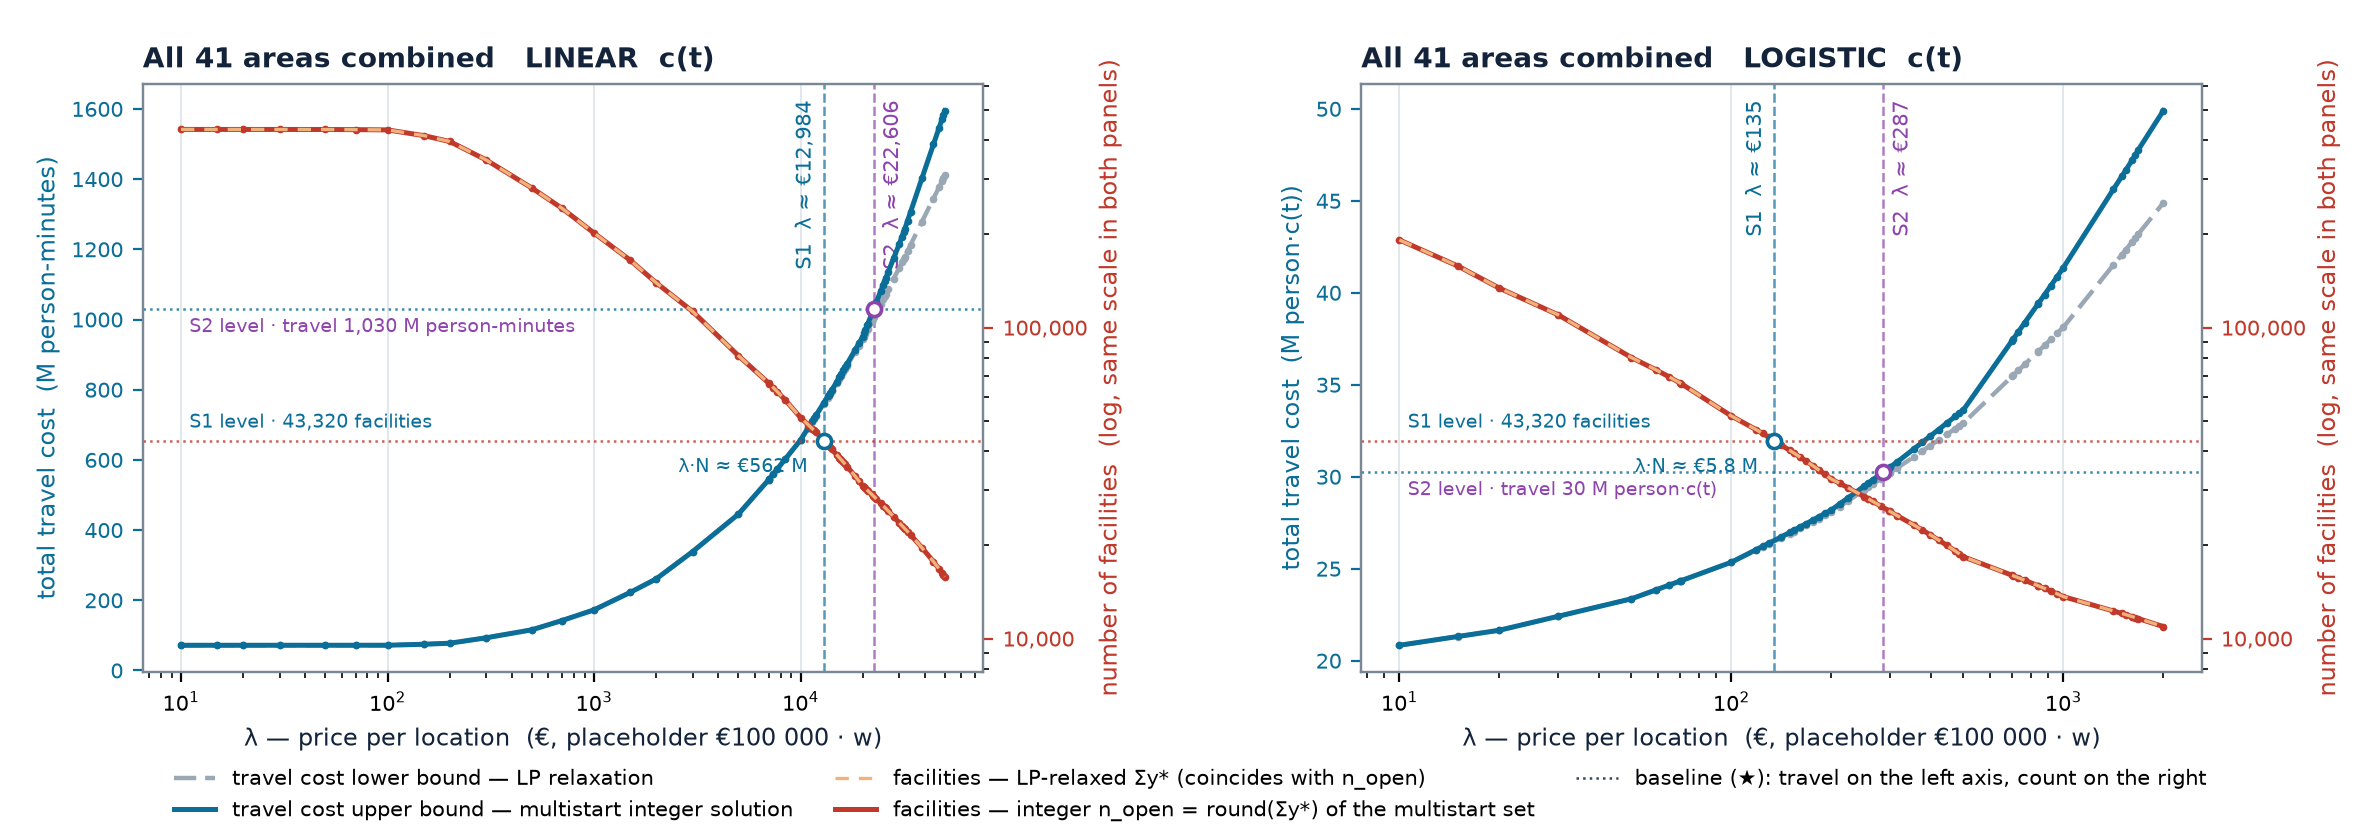 All 41 areas combined   LINEAR  c(t)
total travel cost  (M person-minutes)
1600
1400
1200
1000
800
600
400
200
0
S1  λ ≈ €12,984
S2  λ ≈ €22,606
S2 level · travel 1,030 M person-minutes
S1 level · 43,320 facilities
λ·N ≈ €562 M
100,000
10,000
number of facilities  (log, same scale in both panels)
10¹ 10² 10³ 10⁴
λ — price per location  (€, placeholder €100 000 · w)
All 41 areas combined   LOGISTIC  c(t)
total travel cost  (M person·c(t))
50
45
40
35
30
25
20
S1  λ ≈ €135
S2  λ ≈ €287
S1 level · 43,320 facilities
λ·N ≈ €5.8 M
S2 level · travel 30 M person·c(t)
100,000
10,000
number of facilities  (log, same scale in both panels)
10¹ 10² 10³
λ — price per location  (€, placeholder €100 000 · w)
travel cost lower bound — LP relaxation
travel cost upper bound — multistart integer solution
facilities — LP-relaxed Σy* (coincides with n_open)
facilities — integer n_open = round(Σy*) of the multistart set
baseline (★): travel on the left axis, count on the right